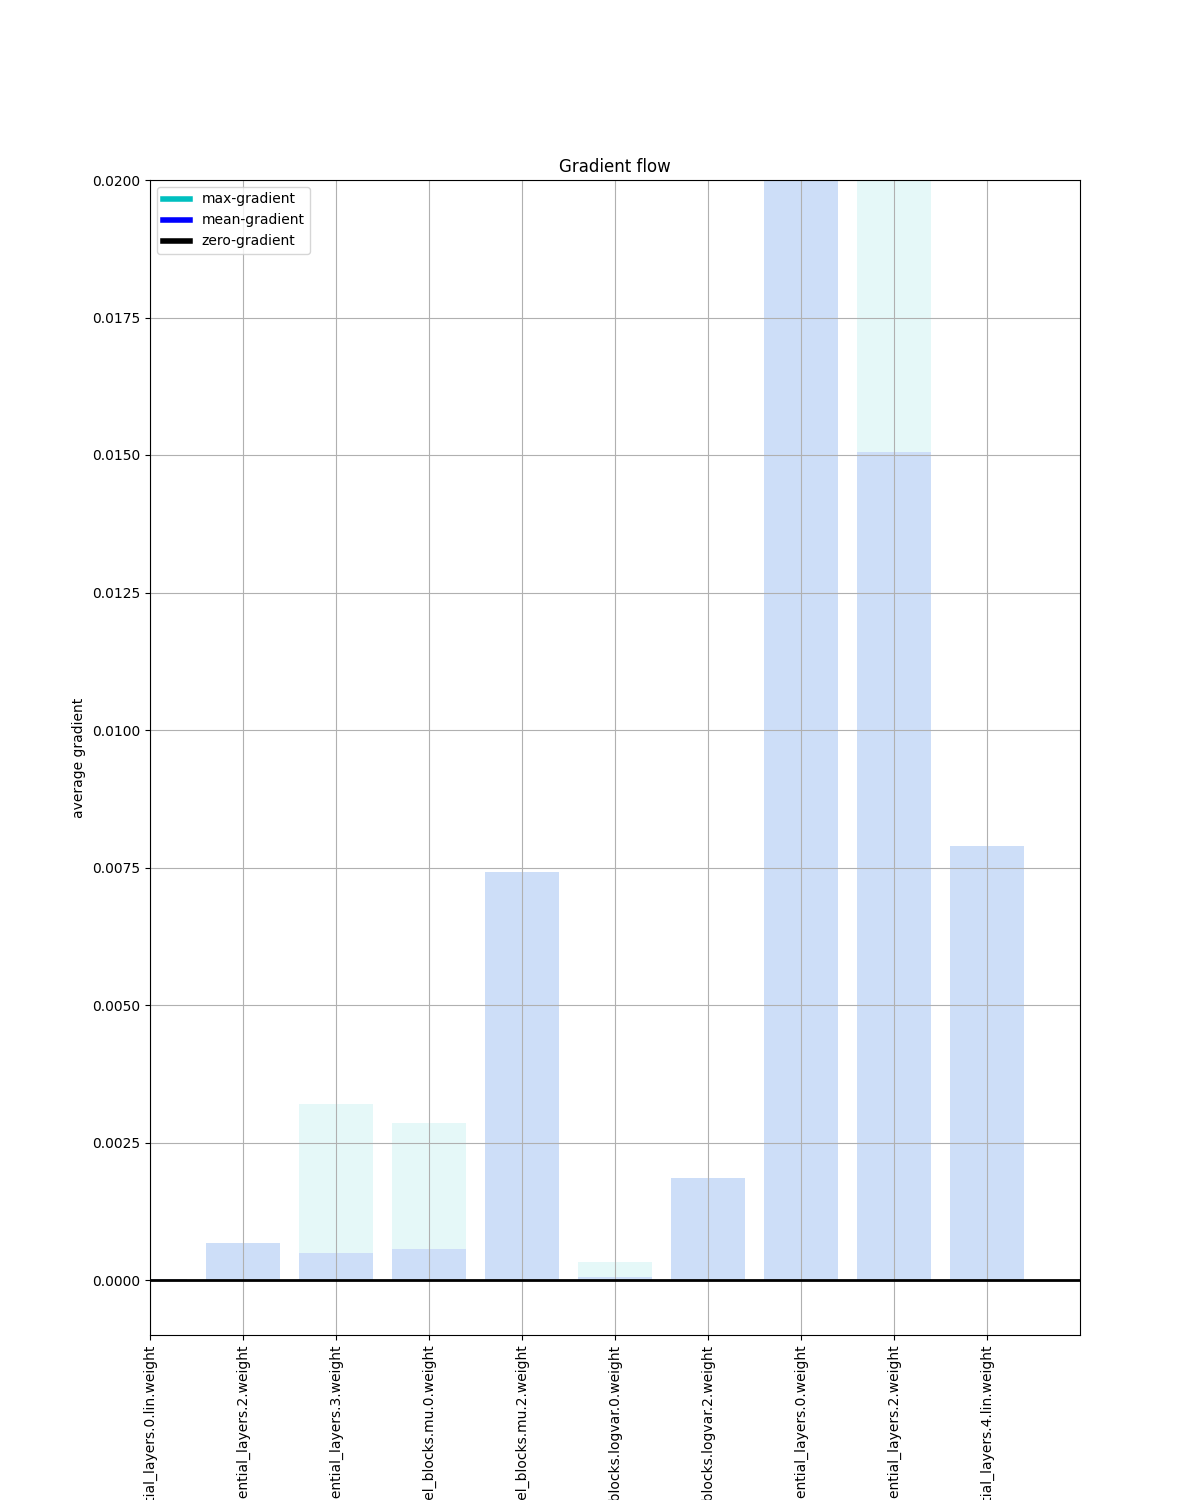 Gradient flow
max-gradient
mean-gradient
zero-gradient
0.0200
0.0175
0.0150
0.0125
0.0100
0.0075
0.0050
0.0025
0.0000
average gradient
tial_layers.0.lin.weight
ential_layers.2.weight
ential_layers.3.weight
el_blocks.mu.0.weight
el_blocks.mu.2.weight
blocks.logvar.0.weight
blocks.logvar.2.weight
ential_layers.0.weight
ential_layers.2.weight
tial_layers.4.lin.weight